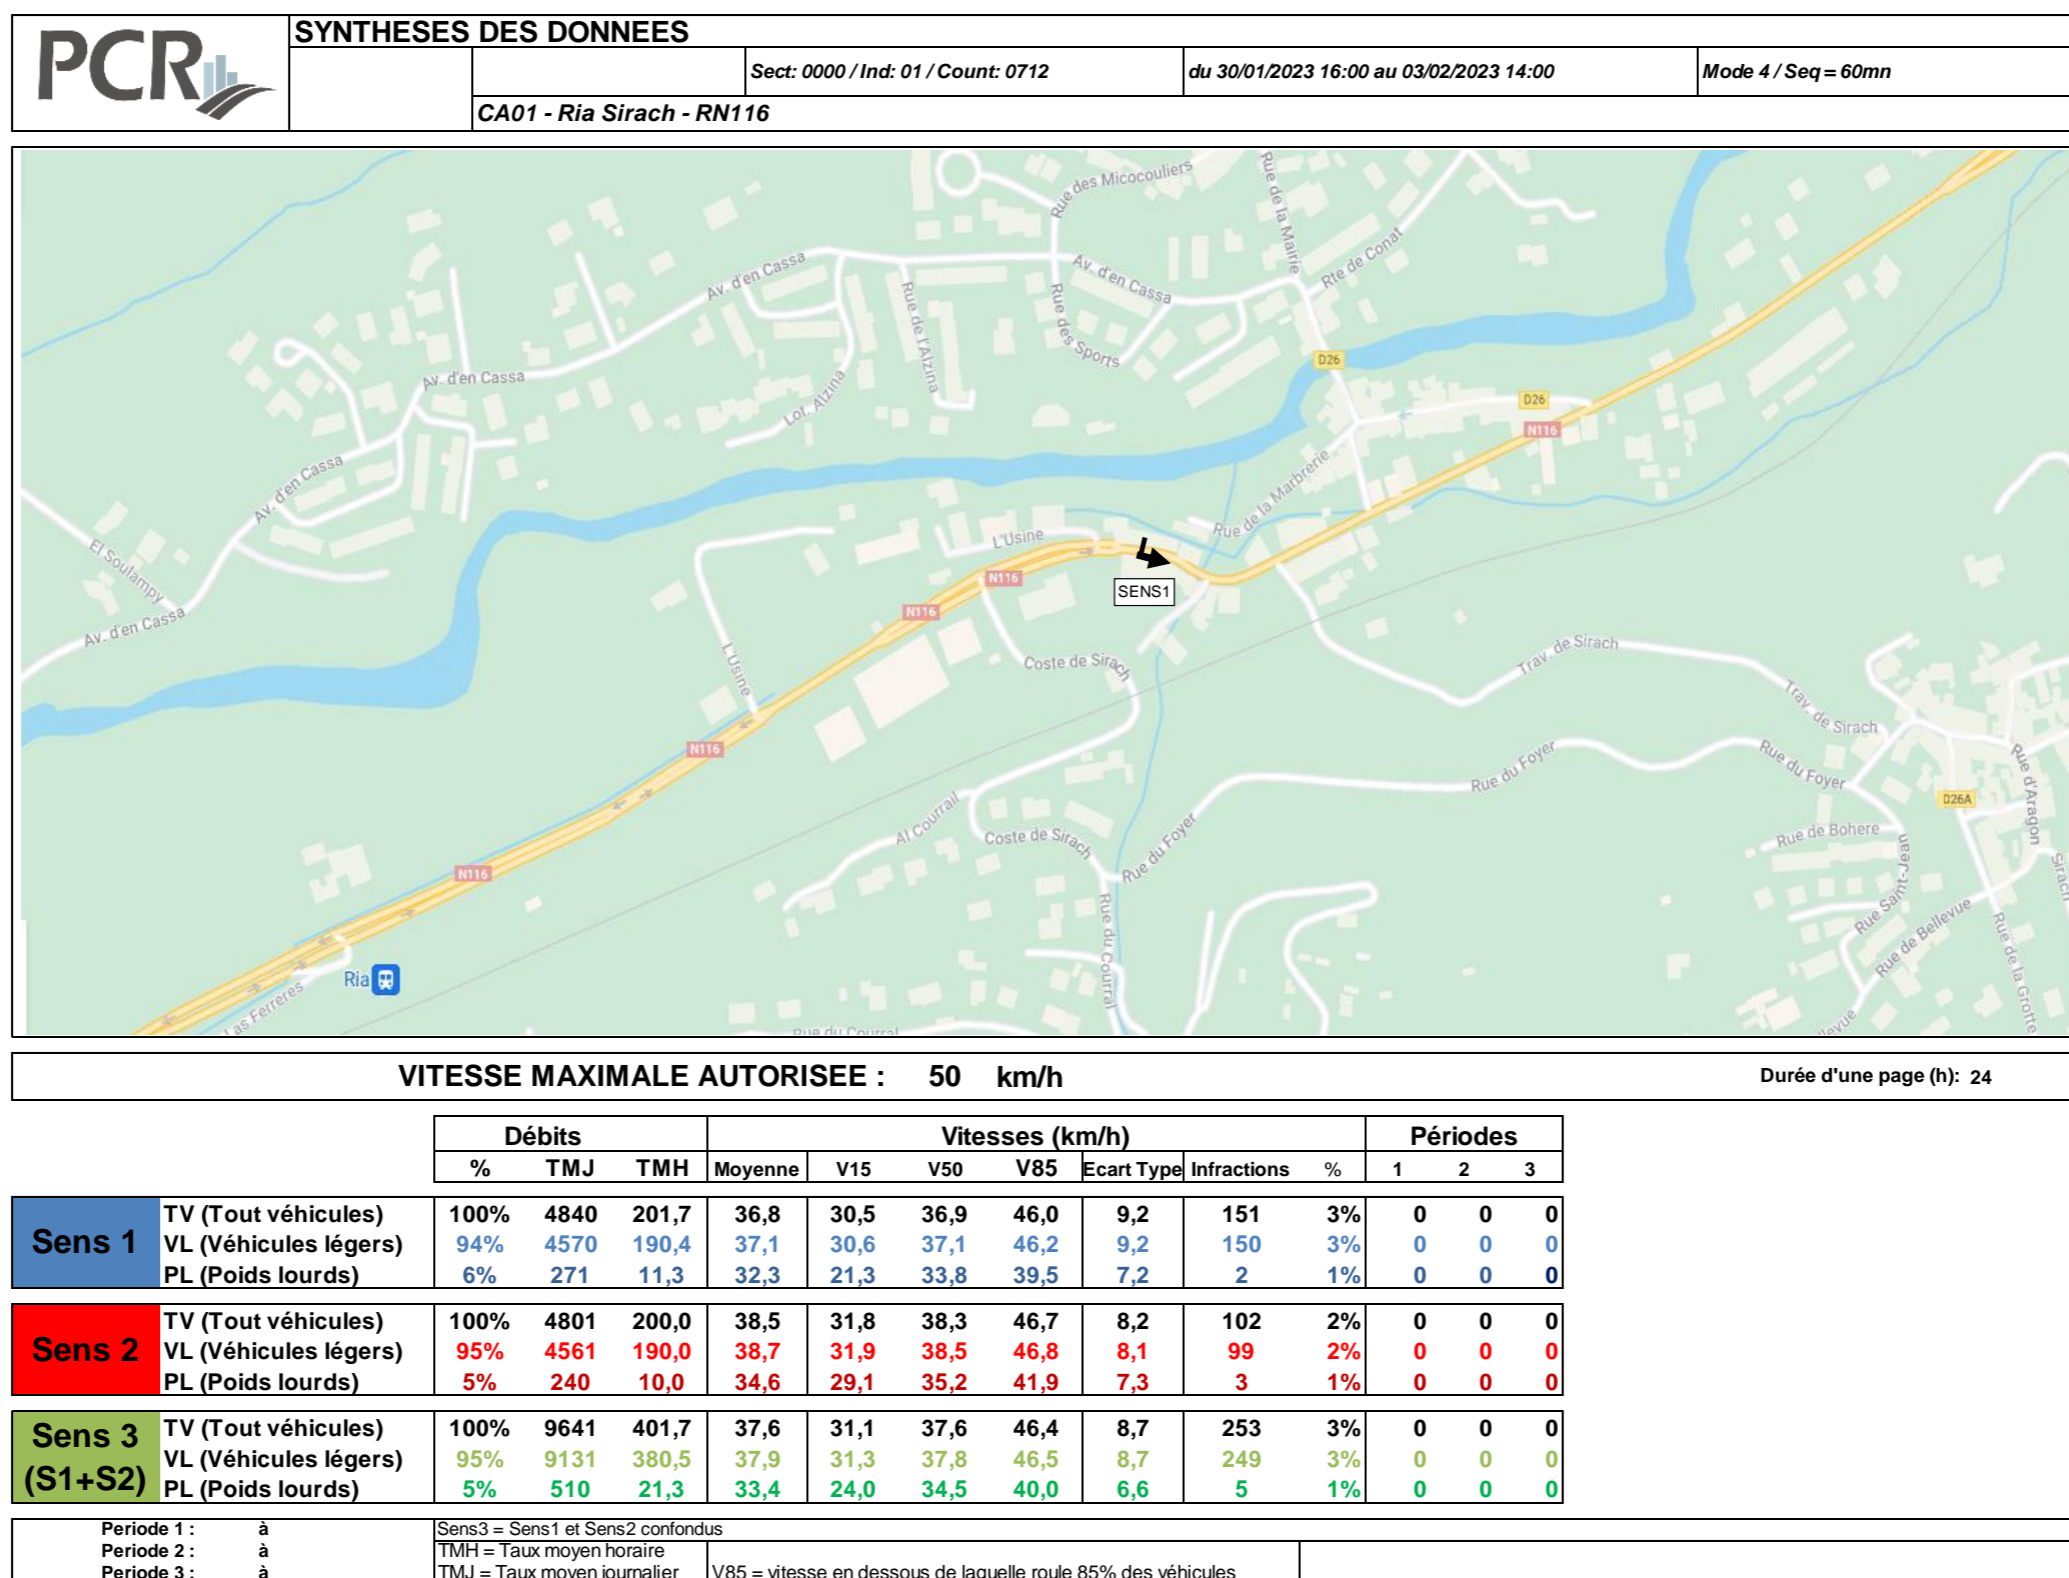 PCR
SYNTHESES DES DONNEES
Sect: 0000 / Ind: 01 / Count: 0712
du 30/01/2023 16:00 au 03/02/2023 14:00
Mode 4 / Seq = 60mn
CA01 - Ria Sirach - RN116
Rue des Micocouliers
Rue de la Mairie
Rte de Conat
Av. d'en Cassa
Av. d'en Cassa
Rue de l'Alzina
Rue des Sports
D26
Av. d'en Cassa
Lot. Alzina
D26
N116
Av. d'en Cassa
Rue de la Marbrerie
L'Usine
El Soulampy
SENS1
N116
N116
Av. d'en Cassa
L'Usine
Coste de Sirach
Trav. de Sirach
Trav. de Sirach
N116
Rue du Foyer
Rue du Foyer
Rue d'Aragon
D26A
Al Courrail
Coste de Sirach
Rue du Foyer
Rue de Bohere
Rue Saint-Jean
Sirach
N116
Rue du Courral
Rue de Bellevue
Rue de la Grotte
Ria
Las Ferreres
Rue du Courral
llevue
VITESSE MAXIMALE AUTORISEE : 50 km/h
Durée d'une page (h): 24
Débits Vitesses (km/h) Périodes
% TMJ TMH Moyenne V15 V50 V85 Ecart Type Infractions % 1 2 3
Sens 1
TV (Tout véhicules) 100% 4840 201,7 36,8 30,5 36,9 46,0 9,2 151 3% 0 0 0
VL (Véhicules légers) 94% 4570 190,4 37,1 30,6 37,1 46,2 9,2 150 3% 0 0 0
PL (Poids lourds) 6% 271 11,3 32,3 21,3 33,8 39,5 7,2 2 1% 0 0 0
Sens 2
TV (Tout véhicules) 100% 4801 200,0 38,5 31,8 38,3 46,7 8,2 102 2% 0 0 0
VL (Véhicules légers) 95% 4561 190,0 38,7 31,9 38,5 46,8 8,1 99 2% 0 0 0
PL (Poids lourds) 5% 240 10,0 34,6 29,1 35,2 41,9 7,3 3 1% 0 0 0
Sens 3
(S1+S2)
TV (Tout véhicules) 100% 9641 401,7 37,6 31,1 37,6 46,4 8,7 253 3% 0 0 0
VL (Véhicules légers) 95% 9131 380,5 37,9 31,3 37,8 46,5 8,7 249 3% 0 0 0
PL (Poids lourds) 5% 510 21,3 33,4 24,0 34,5 40,0 6,6 5 1% 0 0 0
Periode 1 : à
Sens3 = Sens1 et Sens2 confondus
Periode 2 : à
TMH = Taux moyen horaire
Periode 3 : à
TMJ = Taux moyen journalier
V85 = vitesse en dessous de laquelle roule 85% des véhicules